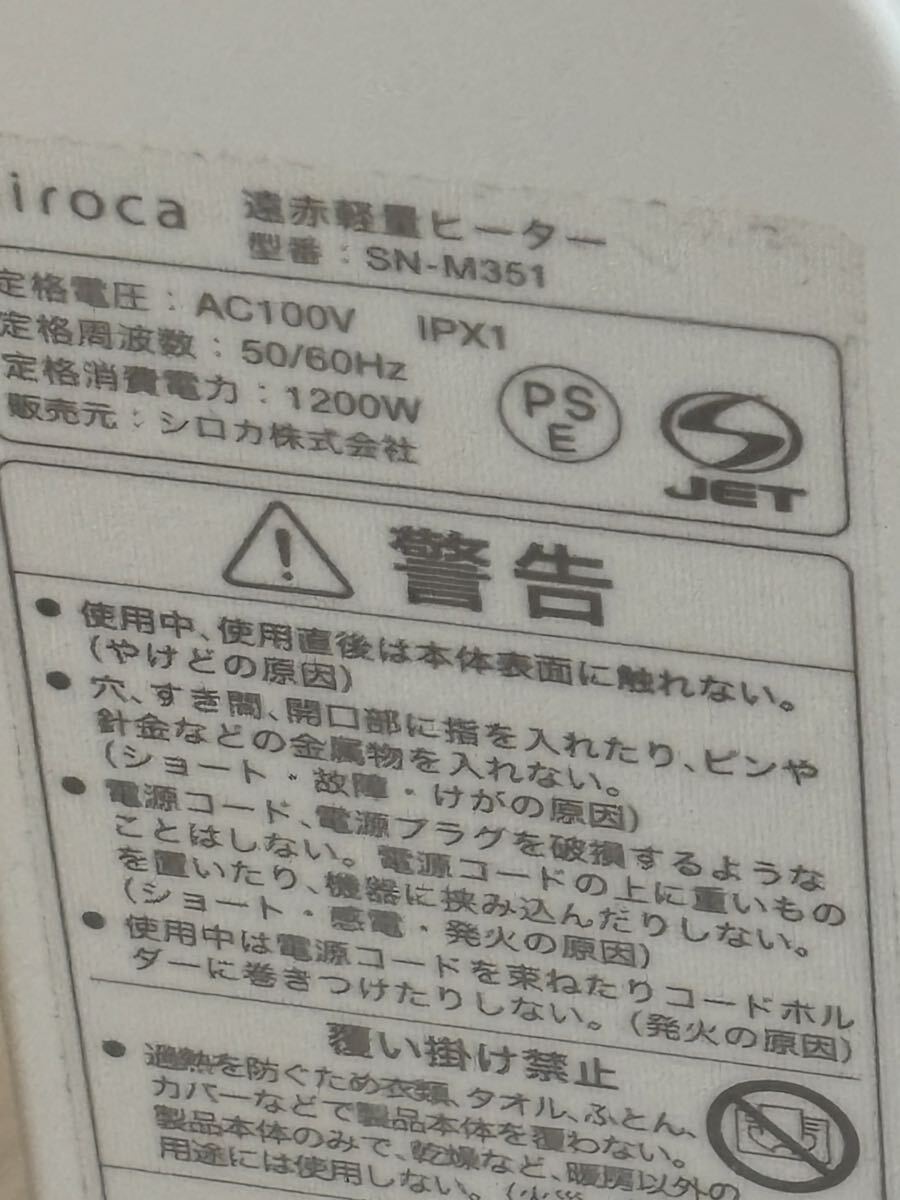 iroca 遠赤軽量ヒーター
型番：SN-M351
定格電圧：AC100V IPX1
定格周波数：50/60Hz
定格消費電力：1200W
販売元：シロカ株式会社
PS
E
JET
警告
● 使用中、使用直後は本体表面に触れない。
(やけどの原因)
● 穴、すき間、開口部に指を入れたり、ピンや
針金などの金属物を入れない。
(ショート・故障・けがの原因)
● 電源コード、電源プラグを破損するような
ことはしない。電源コードの上に重いもの
を置いたり、機器に挟み込んだりしない。
(ショート・感電・発火の原因)
● 使用中は電源コードを束ねたりコードホル
ダーに巻きつけたりしない。(発火の原因)
覆い掛け禁止
● 過熱を防ぐため衣類、タオル、ふとん、
カバーなどで製品本体を覆わない。
製品本体のみで、乾燥など、暖房以外の
用途には使用しない。